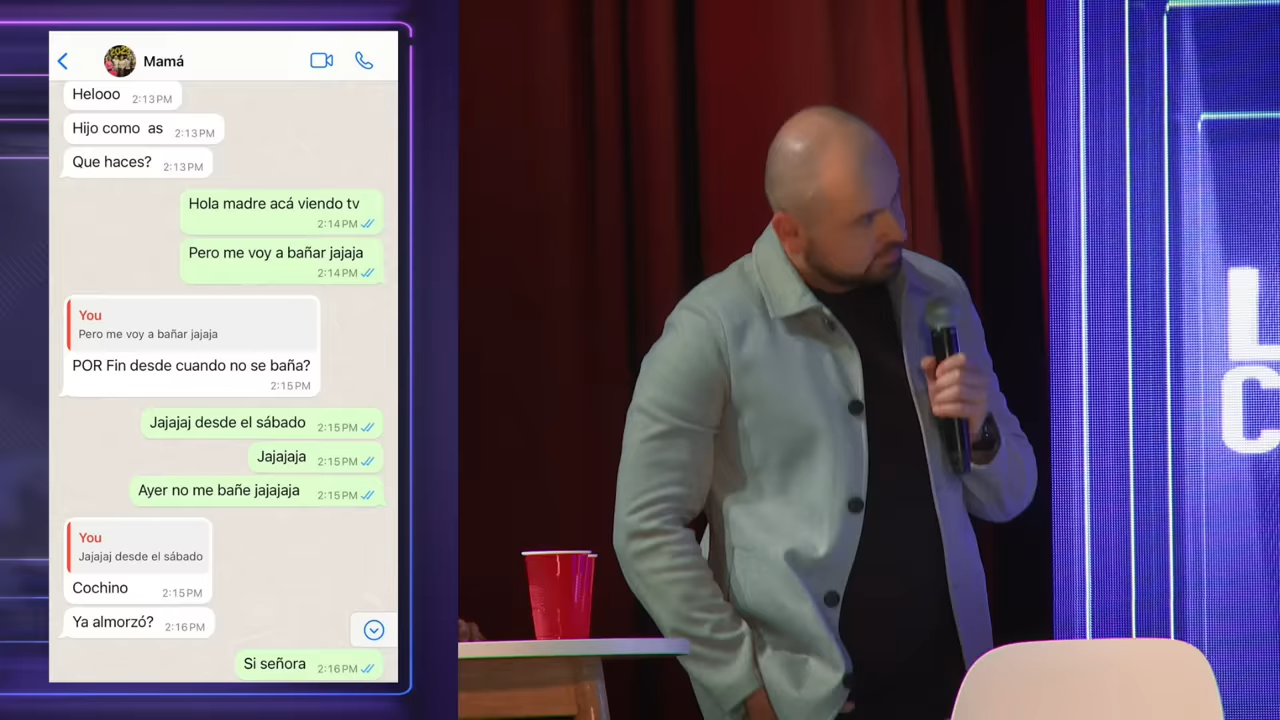 Mamá
Helooo 2:13 PM
Hijo como as 2:13 PM
Que haces? 2:13 PM
Hola madre acá viendo tv
2:14 PM
Pero me voy a bañar jajaja
2:14 PM
You
Pero me voy a bañar jajaja
POR Fin desde cuando no se baña?
2:15 PM
Jajajaj desde el sábado 2:15 PM
Jajajaja 2:15 PM
Ayer no me bañe jajajaja 2:15 PM
You
Jajajaj desde el sábado
Cochino 2:15 PM
Ya almorzó? 2:16 PM
Si señora 2:16 PM
L
C